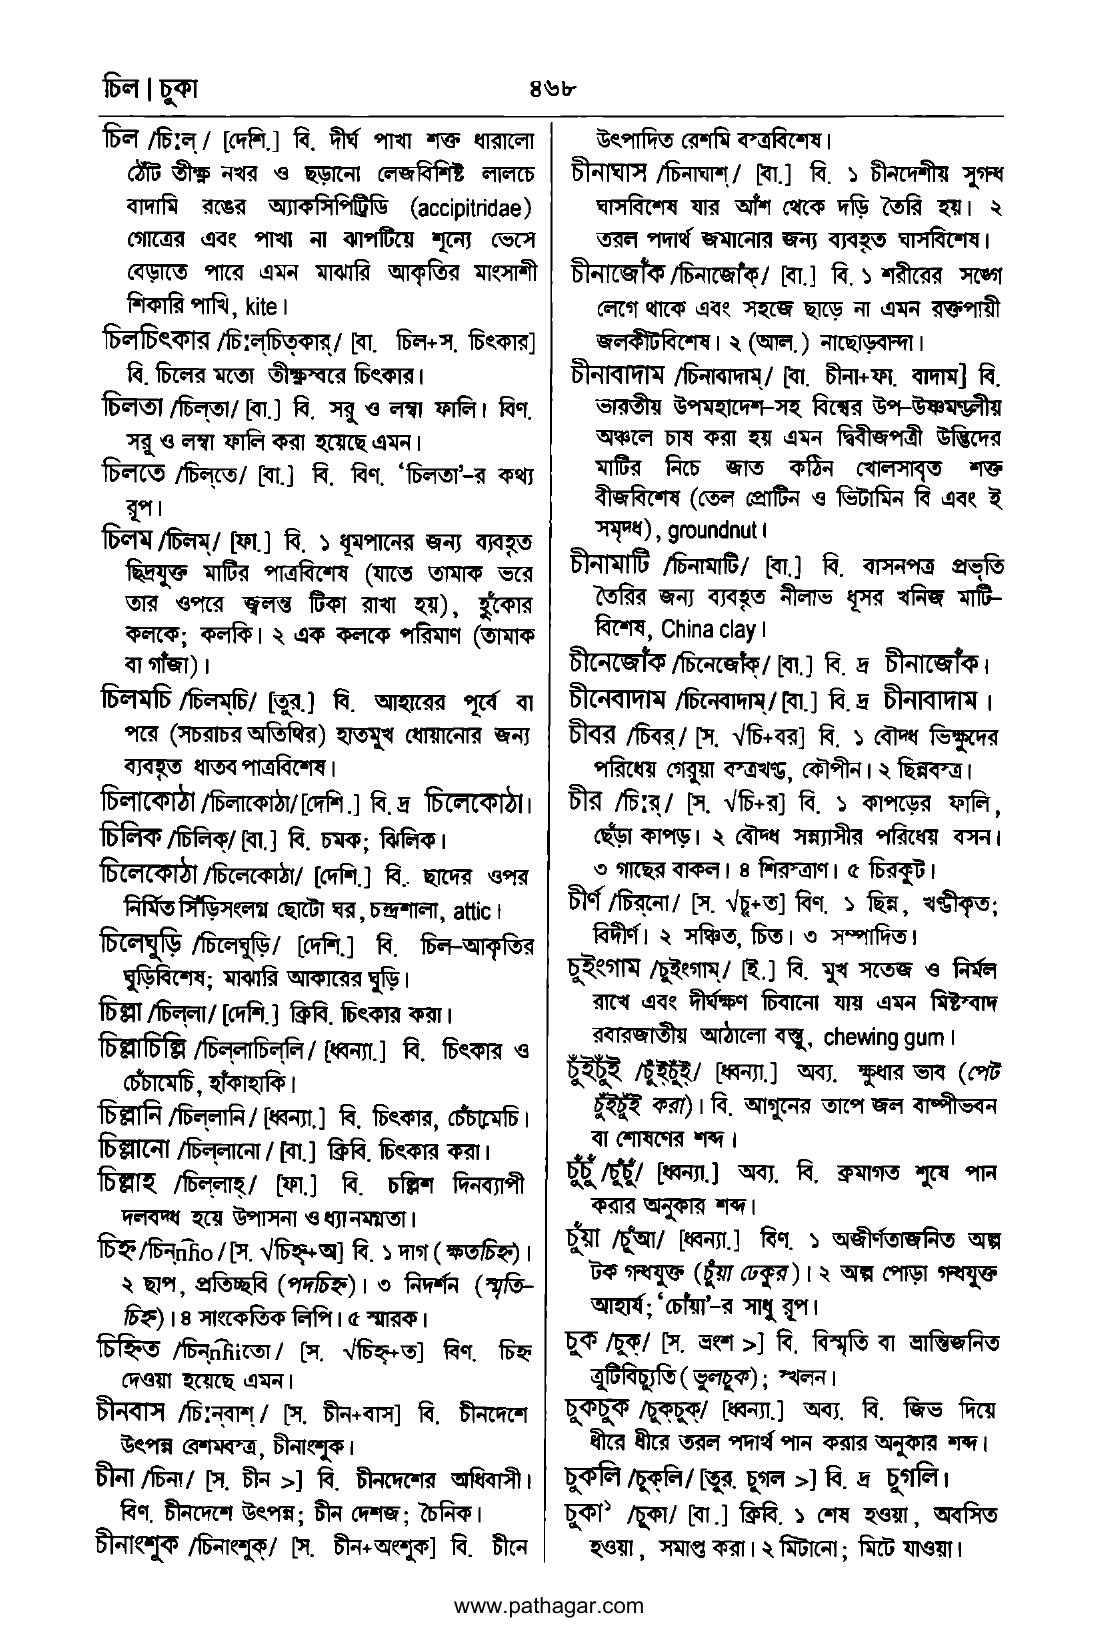 চিল | চুকা
৪৬৮
চিল /চি:ল্‌/ [দেশি.] বি. দীর্ঘ পাখা শক্ত ধারালো
ঠোঁট তীক্ষ্ণ নখর ও ছড়ানো লেজবিশিষ্ট লালচে
বাদামি রঙের অ্যাকসিপিট্রিডি (accipitridae)
গোত্রের এবং পাখা না ঝাপটিয়ে শূন্যে ভেসে
বেড়াতে পারে এমন মাঝারি আকৃতির মাংসাশী
শিকারি পাখি, kite।
চিলচিৎকার /চি:ল্‌চিত্‌কার্‌/ [বা. চিল+স. চিৎকার]
বি. চিলের মতো তীক্ষ্ণস্বরে চিৎকার।
চিলতা /চিল্‌তা/ [বা.] বি. সরু ও লম্বা ফালি। বিণ.
সরু ও লম্বা ফালি করা হয়েছে এমন।
চিলতে /চিল্‌তে/ [বা.] বি. বিণ. ‘চিলতা’-র কথ্য
রূপ।
চিলম /চিলম্‌/ [ফা.] বি. ১ ধূমপানের জন্য ব্যবহৃত
ছিদ্রযুক্ত মাটির পাত্রবিশেষ (যাতে তামাক ভরে
তার ওপরে জ্বলন্ত টিকা রাখা হয়), হুঁকোর
কলকে; কলকি। ২ এক কলকে পরিমাণ (তামাক
বা গাঁজা)।
চিলমচি /চিলম্‌চি/ [তুর.] বি. আহারের পূর্বে বা
পরে (সচরাচর অতিথির) হাতমুখ ধোয়ানোর জন্য
ব্যবহৃত ধাতব পাত্রবিশেষ।
চিলাকোঠা /চিলাকোঠা/ [দেশি.] বি. দ্র চিলেকোঠা।
চিলিক /চিলিক্‌/ [বা.] বি. চমক; ঝিলিক।
চিলেকোঠা /চিলেকোঠা/ [দেশি.] বি. ছাদের ওপর
নির্মিত সিঁড়িসংলগ্ন ছোটো ঘর, চন্দ্রশালা, attic।
চিলেঘুড়ি /চিলেঘুড়ি/ [দেশি.] বি. চিল-আকৃতির
ঘুড়িবিশেষ; মাঝারি আকারের ঘুড়ি।
চিল্লা /চিল্‌লা/ [দেশি.] ক্রিবি. চিৎকার করা।
চিল্লাচিল্লি /চিল্‌লাচিল্‌লি/ [ধ্বন্যা.] বি. চিৎকার ও
চেঁচামেচি, হাঁকাহাকি।
চিল্লানি /চিল্‌লানি/ [ধ্বন্যা.] বি. চিৎকার, চেঁচামেচি।
চিল্লানো /চিল্‌লানো/ [বা.] ক্রিবি. চিৎকার করা।
চিল্লাহ /চিল্‌লাহ্‌/ [ফা.] বি. চল্লিশ দিনব্যাপী
দলবদ্ধ হয়ে উপাসনা ও ধ্যানমগ্নতা।
চিহ্ন /চিন্‌n̂ho/ [স. √চিহ্ন্‌+অ] বি. ১ দাগ (ক্ষতচিহ্ন)।
২ ছাপ, প্রতিচ্ছবি (পদচিহ্ন)। ৩ নিদর্শন (স্মৃতি-
চিহ্ন)। ৪ সাংকেতিক লিপি। ৫ স্মারক।
চিহ্নিত /চিন্‌n̂hiতো/ [স. √চিহ্ন্‌+ত] বিণ. চিহ্ন
দেওয়া হয়েছে এমন।
চীনবাস /চি:ন্‌বাশ্‌/ [স. চীন+বাস] বি. চীনদেশে
উৎপন্ন রেশমবস্ত্র, চীনাংশুক।
চীনা /চিনা/ [স. চীন >] বি. চীনদেশের অধিবাসী।
বিণ. চীনদেশে উৎপন্ন; চীন দেশজ; চৈনিক।
চীনাংশুক /চিনাংশুক্‌/ [স. চীন+অংশুক] বি. চীনে
উৎপাদিত রেশমি বস্ত্রবিশেষ।
চীনাঘাস /চিনাঘাশ্‌/ [বা.] বি. ১ চীনদেশীয় সুগন্ধ
ঘাসবিশেষ যার আঁশ থেকে দড়ি তৈরি হয়। ২
তরল পদার্থ জমানোর জন্য ব্যবহৃত ঘাসবিশেষ।
চীনাজোঁক /চিনাজোঁক্‌/ [বা.] বি. ১ শরীরের সঙ্গে
লেগে থাকে এবং সহজে ছাড়ে না এমন রক্তপায়ী
জলকীটবিশেষ। ২ (আল.) নাছোড়বান্দা।
চীনাবাদাম /চিনাবাদাম্‌/ [বা. চীনা+ফা. বাদাম] বি.
ভারতীয় উপমহাদেশ-সহ বিশ্বের উপ-উষ্ণমণ্ডলীয়
অঞ্চলে চাষ করা হয় এমন দ্বিবীজপত্রী উদ্ভিদের
মাটির নিচে জাত কঠিন খোলসাবৃত শক্ত
বীজবিশেষ (তেল প্রোটিন ও ভিটামিন বি এবং ই
সমৃদ্ধ), groundnut।
চীনামাটি /চিনামাটি/ [বা.] বি. বাসনপত্র প্রভৃতি
তৈরির জন্য ব্যবহৃত নীলাভ ধূসর খনিজ মাটি-
বিশেষ, China clay।
চীনেজোঁক /চিনেজোঁক্‌/ [বা.] বি. দ্র চীনাজোঁক।
চীনেবাদাম /চিনেবাদাম্‌/ [বা.] বি. দ্র চীনাবাদাম।
চীবর /চিবর্‌/ [স. √চি+বর] বি. ১ বৌদ্ধ ভিক্ষুদের
পরিধেয় গেরুয়া বস্ত্রখণ্ড, কৌপীন। ২ ছিন্নবস্ত্র।
চীর /চি:র্‌/ [স. √চি+র] বি. ১ কাপড়ের ফালি,
ছেঁড়া কাপড়। ২ বৌদ্ধ সন্ন্যাসীর পরিধেয় বসন।
৩ গাছের বাকল। ৪ শিরস্ত্রাণ। ৫ চিরকুট।
চীর্ণ /চির্‌নো/ [স. √চৄ+ত] বিণ. ১ ছিন্ন, খণ্ডীকৃত;
বিদীর্ণ। ২ সঞ্চিত, চিত। ৩ সম্পাদিত।
চুইংগাম /চুইংগাম্‌/ [ই.] বি. মুখ সতেজ ও নির্মল
রাখে এবং দীর্ঘক্ষণ চিবানো যায় এমন মিষ্টস্বাদ
রবারজাতীয় আঠালো বস্তু, chewing gum।
চুঁইচুঁই /চুঁইচুঁই/ [ধ্বন্যা.] অব্য. ক্ষুধার ভাব (পেট
চুঁইচুঁই করা)। বি. আগুনের তাপে জল বাষ্পীভবন
বা শোষণের শব্দ।
চুঁচুঁ /চুঁচুঁ/ [ধ্বন্যা.] অব্য. বি. ক্রমাগত শুষে পান
করার অনুকার শব্দ।
চুঁয়া /চুঁআ/ [ধ্বন্যা.] বিণ. ১ অজীর্ণতাজনিত অল্প
টক গন্ধযুক্ত (চুঁয়া ঢেকুর)। ২ অল্প পোড়া গন্ধযুক্ত
আহার্য; ‘চোঁয়া’-র সাধু রূপ।
চুক /চুক্‌/ [স. ভ্রংশ >] বি. বিস্মৃতি বা ভ্রান্তিজনিত
ত্রুটিবিচ্যুতি (ভুলচুক); স্খলন।
চুকচুক /চুক্‌চুক্‌/ [ধ্বন্যা.] অব্য. বি. জিভ দিয়ে
ধীরে ধীরে তরল পদার্থ পান করার অনুকার শব্দ।
চুকলি /চুক্‌লি/ [তুর. চুগল >] বি. দ্র চুগলি।
চুকা¹ /চুকা/ [বা.] ক্রিবি. ১ শেষ হওয়া, অবসিত
হওয়া, সমাপ্ত করা। ২ মিটানো; মিটে যাওয়া।
www.pathagar.com